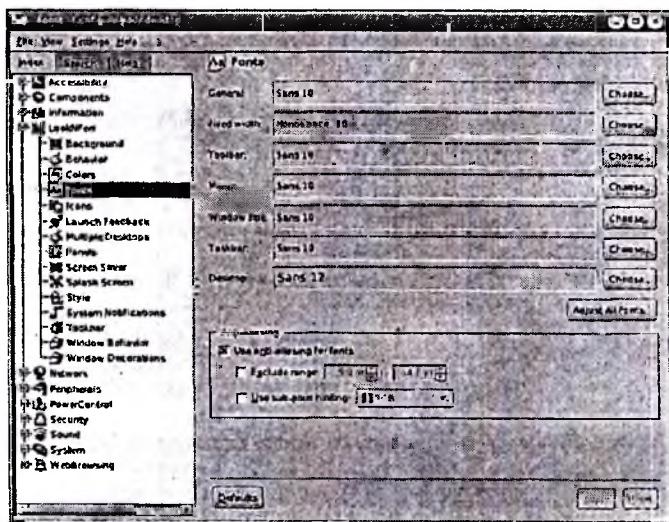 File View Settings Help
Index
Fonts
Accessibility
Components
Information
LookNFeel
Background
Behavior
Colors
Icons
Launch Feedback
Multiple Desktops
Panels
Screen Saver
Splash Screen
Style
System Notifications
Taskbar
Window Behavior
Window Decorations
Network
Peripherals
PowerControl
Security
Sound
System
WebBrowsing
General Sans 10 Choose...
Fixed width: Monospace 10 Choose...
Toolbar: Sans 10 Choose...
Menu: Sans 10 Choose...
Window title: Sans 10 Choose...
Taskbar: Sans 10 Choose...
Desktop: Sans 12 Choose...
Adjust All Fonts...
Use anti-aliasing for fonts
Exclude range:
Use sub-pixel hinting:
Defaults